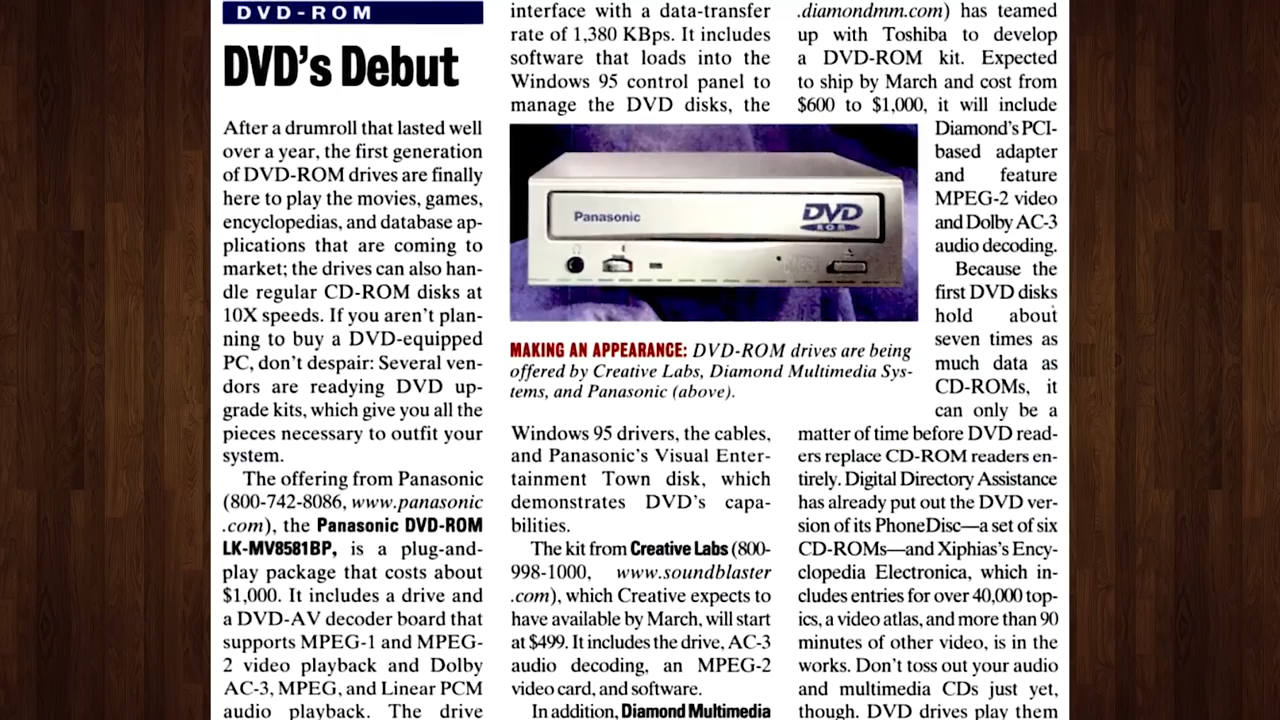 DVD-ROM
DVD's Debut
After a drumroll that lasted well
over a year, the first generation
of DVD-ROM drives are finally
here to play the movies, games,
encyclopedias, and database ap-
plications that are coming to
market; the drives can also han-
dle regular CD-ROM disks at
10X speeds. If you aren't plan-
ning to buy a DVD-equipped
PC, don't despair: Several ven-
dors are readying DVD up-
grade kits, which give you all the
pieces necessary to outfit your
system.
The offering from Panasonic
(800-742-8086, www.panasonic
.com), the Panasonic DVD-ROM
LK-MV8581BP, is a plug-and-
play package that costs about
$1,000. It includes a drive and
a DVD-AV decoder board that
supports MPEG-1 and MPEG-
2 video playback and Dolby
AC-3, MPEG, and Linear PCM
audio playback. The drive
interface with a data-transfer
rate of 1,380 KBps. It includes
software that loads into the
Windows 95 control panel to
manage the DVD disks, the
Panasonic
DVD
ROM
MAKING AN APPEARANCE: DVD-ROM drives are being
offered by Creative Labs, Diamond Multimedia Sys-
tems, and Panasonic (above).
Windows 95 drivers, the cables,
and Panasonic's Visual Enter-
tainment Town disk, which
demonstrates DVD's capa-
bilities.
The kit from Creative Labs (800-
998-1000, www.soundblaster
.com), which Creative expects to
have available by March, will start
at $499. It includes the drive, AC-3
audio decoding, an MPEG-2
video card, and software.
In addition, Diamond Multimedia
.diamondmm.com) has teamed
up with Toshiba to develop
a DVD-ROM kit. Expected
to ship by March and cost from
$600 to $1,000, it will include
Diamond's PCI-
based adapter
and feature
MPEG-2 video
and Dolby AC-3
audio decoding.
Because the
first DVD disks
hold about
seven times as
much data as
CD-ROMs, it
can only be a
matter of time before DVD read-
ers replace CD-ROM readers en-
tirely. Digital Directory Assistance
has already put out the DVD ver-
sion of its PhoneDisc—a set of six
CD-ROMs—and Xiphias's Ency-
clopedia Electronica, which in-
cludes entries for over 40,000 top-
ics, a video atlas, and more than 90
minutes of other video, is in the
works. Don't toss out your audio
and multimedia CDs just yet,
though. DVD drives play them